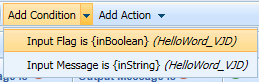 Add Condition Add Action
Input Flag is {inBoolean} (HelloWord_VJD)
Input Message is {inString} (HelloWord_VJD)